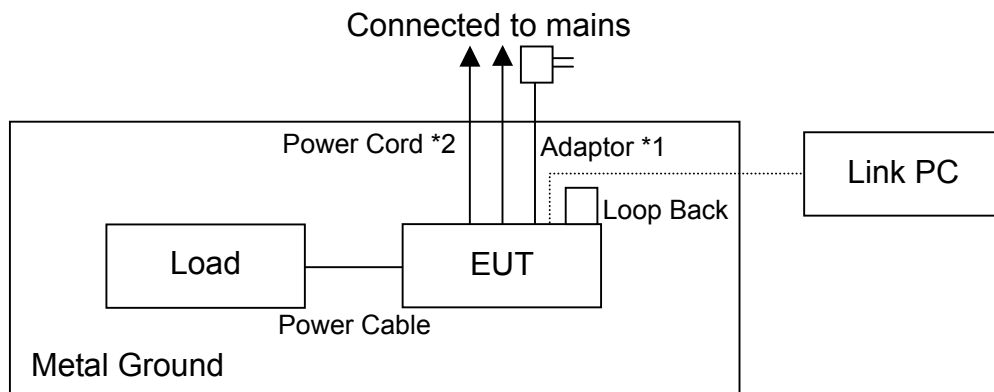 Connected to mains
Power Cord *2
Adaptor *1
Link PC
Loop Back
Load
EUT
Power Cable
Metal Ground